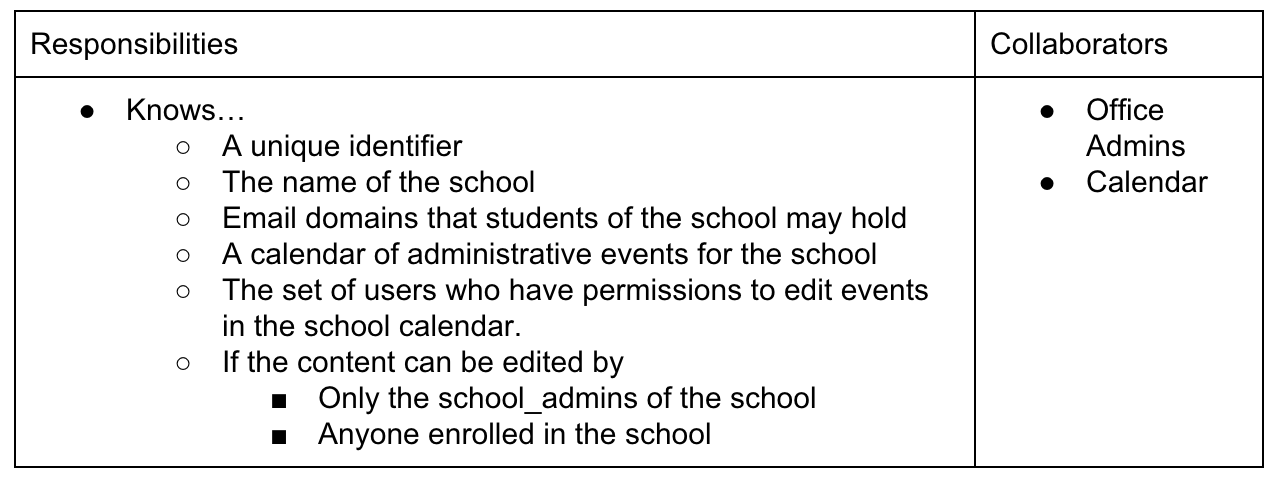 Responsibilities
Collaborators
● Knows…
○ A unique identifier
○ The name of the school
○ Email domains that students of the school may hold
○ A calendar of administrative events for the school
○ The set of users who have permissions to edit events
in the school calendar.
○ If the content can be edited by
■ Only the school_admins of the school
■ Anyone enrolled in the school
● Office
Admins
● Calendar